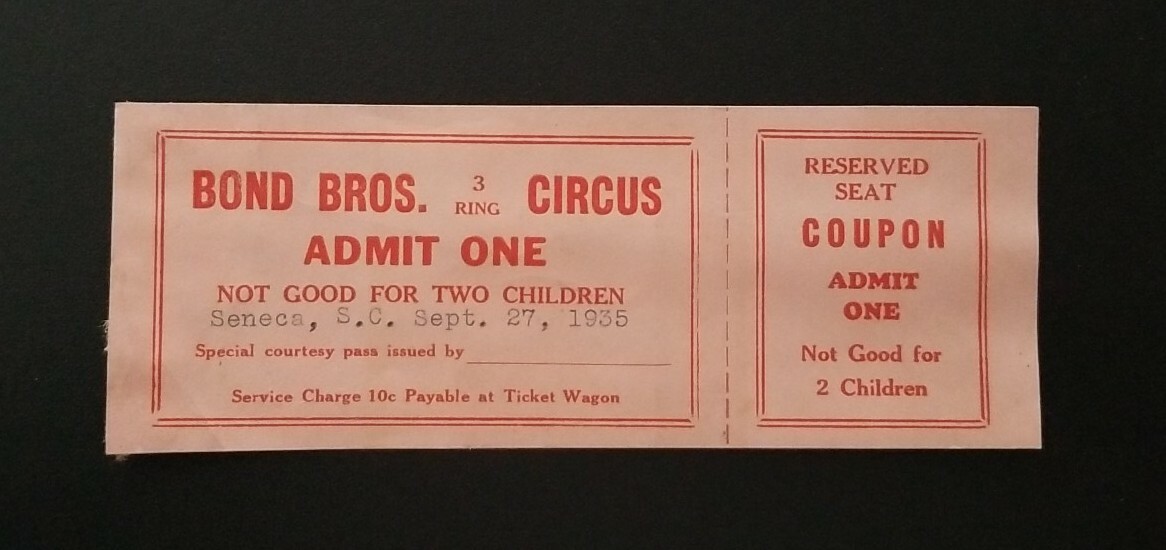 BOND BROS. 3 RING CIRCUS
ADMIT ONE
NOT GOOD FOR TWO CHILDREN
Seneca, S.C. Sept. 27, 1935
Special courtesy pass issued by
Service Charge 10c Payable at Ticket Wagon
RESERVED
SEAT
COUPON
ADMIT
ONE
Not Good for
2 Children